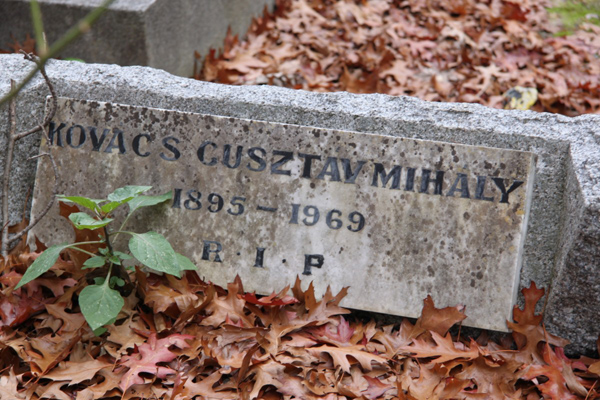 KOVACS GUSZTAV MIHALY
1895 – 1969
R I P